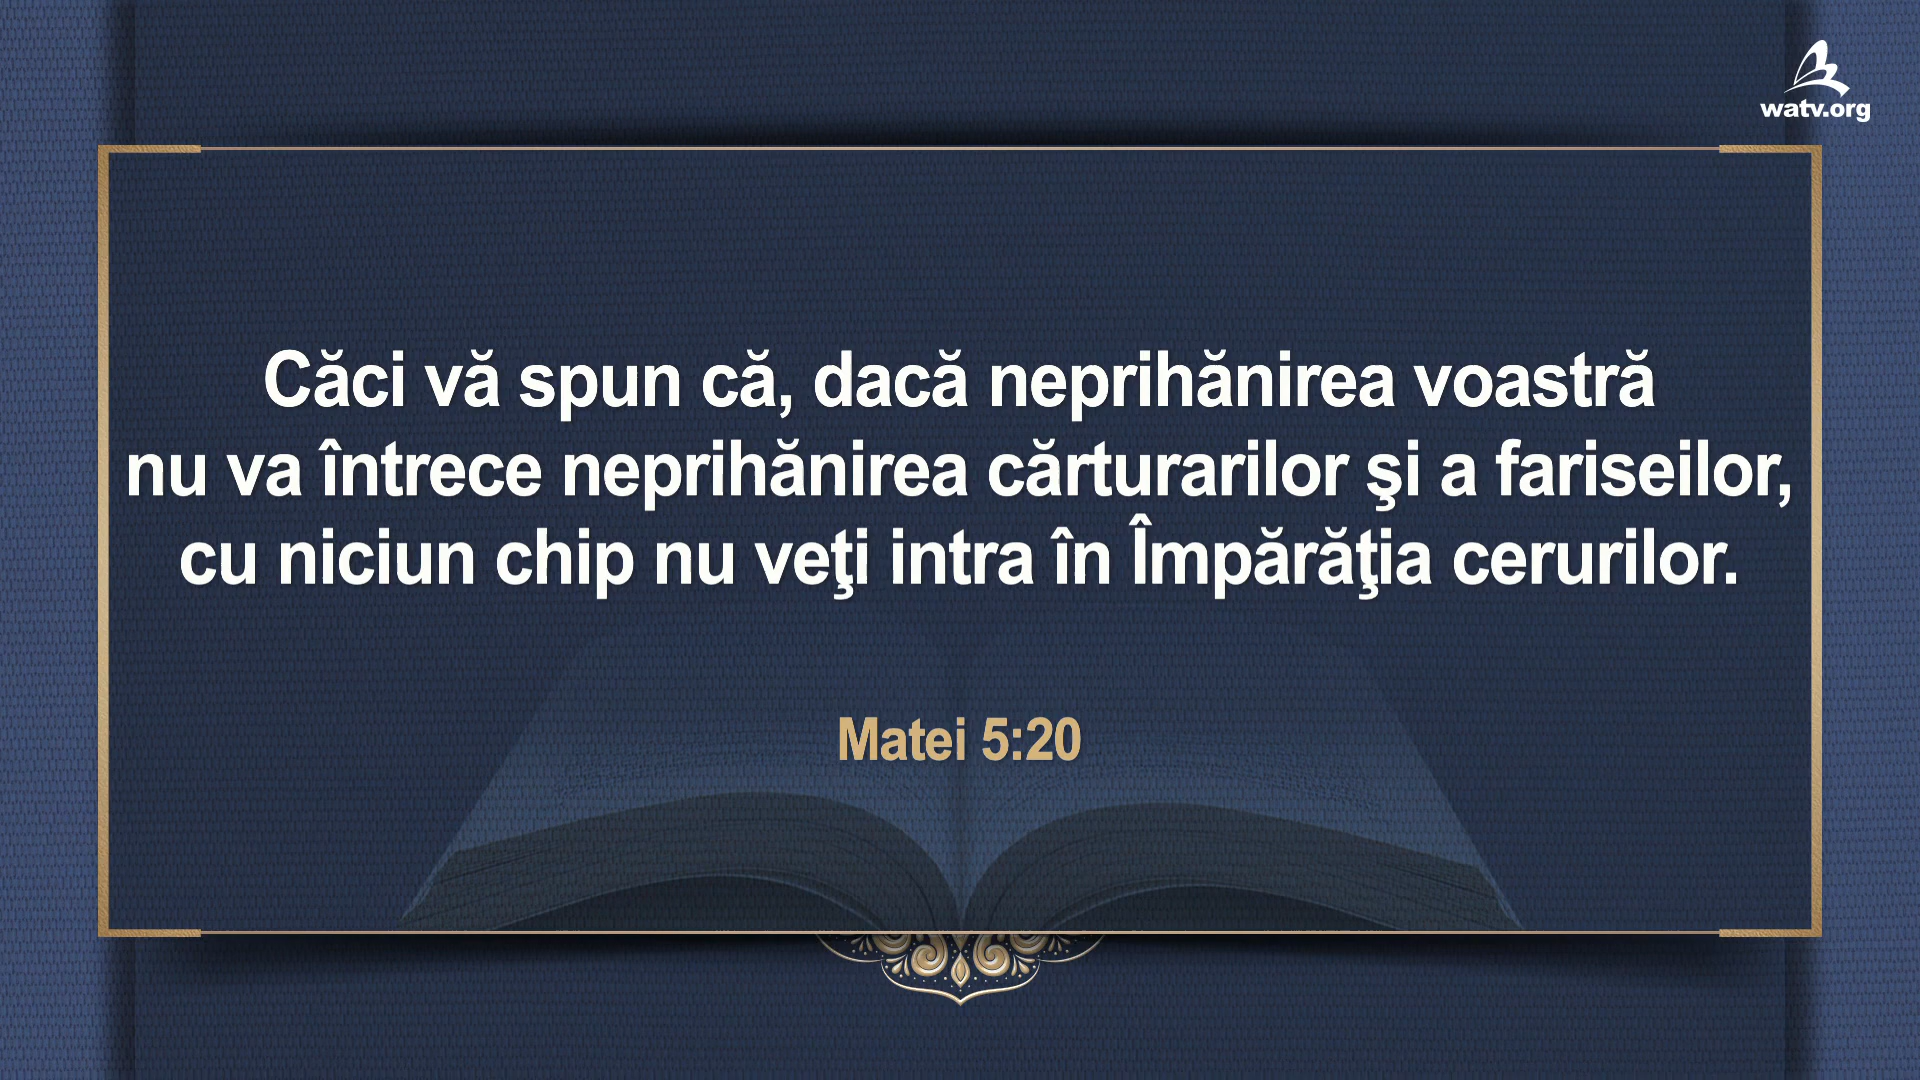 watv.org
Căci vă spun că, dacă neprihănirea voastră
nu va întrece neprihănirea cărturarilor şi a fariseilor,
cu niciun chip nu veţi intra în Împărăţia cerurilor.
Matei 5:20